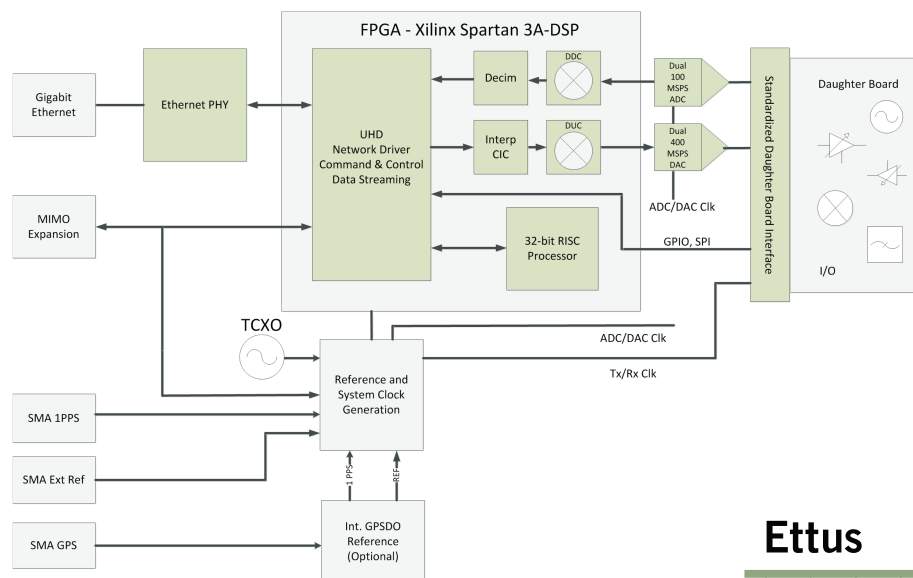 FPGA - Xilinx Spartan 3A-DSP
Gigabit
Ethernet
Ethernet PHY
UHD
Network Driver
Command & Control
Data Streaming
Decim
DDC
Dual
100
MSPS
ADC
Interp
CIC
DUC
Dual
400
MSPS
DAC
ADC/DAC Clk
Standardized Daughter Board Interface
Daughter Board
I/O
MIMO
Expansion
GPIO, SPI
32-bit RISC
Processor
TCXO
ADC/DAC Clk
Tx/Rx Clk
Reference and
System Clock
Generation
SMA 1PPS
SMA Ext Ref
1 PPS
REF
SMA GPS
Int. GPSDO
Reference
(Optional)
Ettus